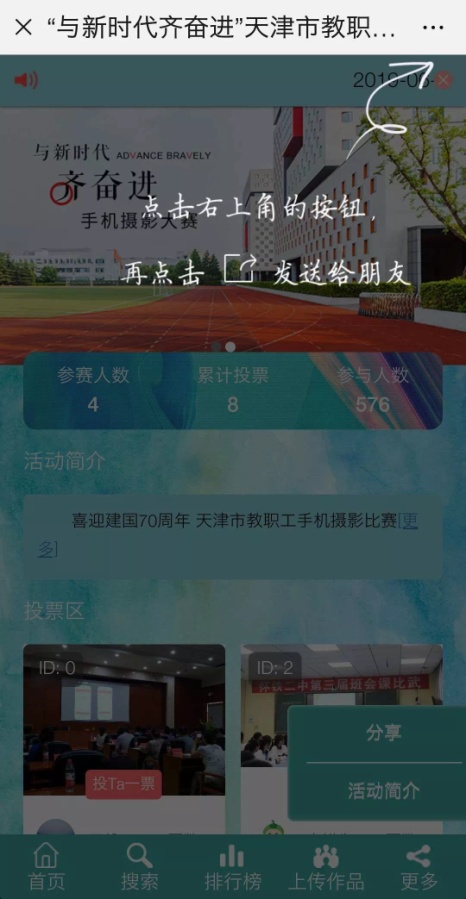 “与新时代齐奋进”天津市教职…
2019-06-
与新时代 ADVANCE BRAVELY
齐奋进
手机摄影大赛
点击右上角的按钮,
再点击 发送给朋友
参赛人数 累计投票 参与人数
4 8 576
活动简介
喜迎建国70周年 天津市教职工手机摄影比赛[更
多]
投票区
ID: 0 ID: 2
中第三届班会课比武
投Ta一票
分享
活动简介
首页 搜索 排行榜 上传作品 更多